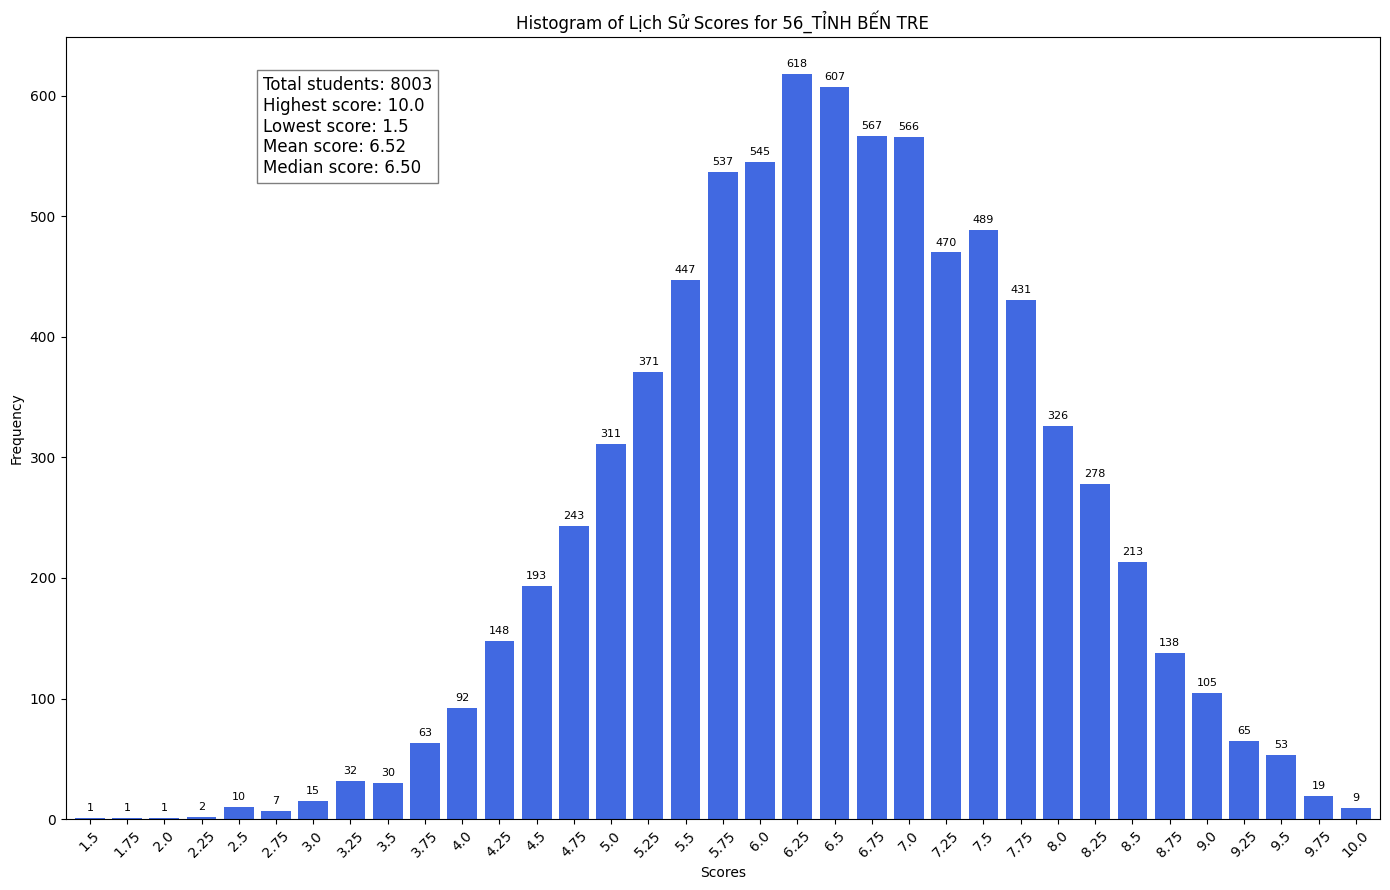 Histogram of Lịch Sử Scores for 56_TỈNH BẾN TRE
Total students: 8003
Highest score: 10.0
Lowest score: 1.5
Mean score: 6.52
Median score: 6.50
Frequency
600
500
400
300
200
100
0
1 1 1 2 10 7 15 32 30 63 92 148 193 243 311 371 447 537 545 618 607 567 566 470 489 431 326 278 213 138 105 65 53 19 9
1.5 1.75 2.0 2.25 2.5 2.75 3.0 3.25 3.5 3.75 4.0 4.25 4.5 4.75 5.0 5.25 5.5 5.75 6.0 6.25 6.5 6.75 7.0 7.25 7.5 7.75 8.0 8.25 8.5 8.75 9.0 9.25 9.5 9.75 10.0
Scores